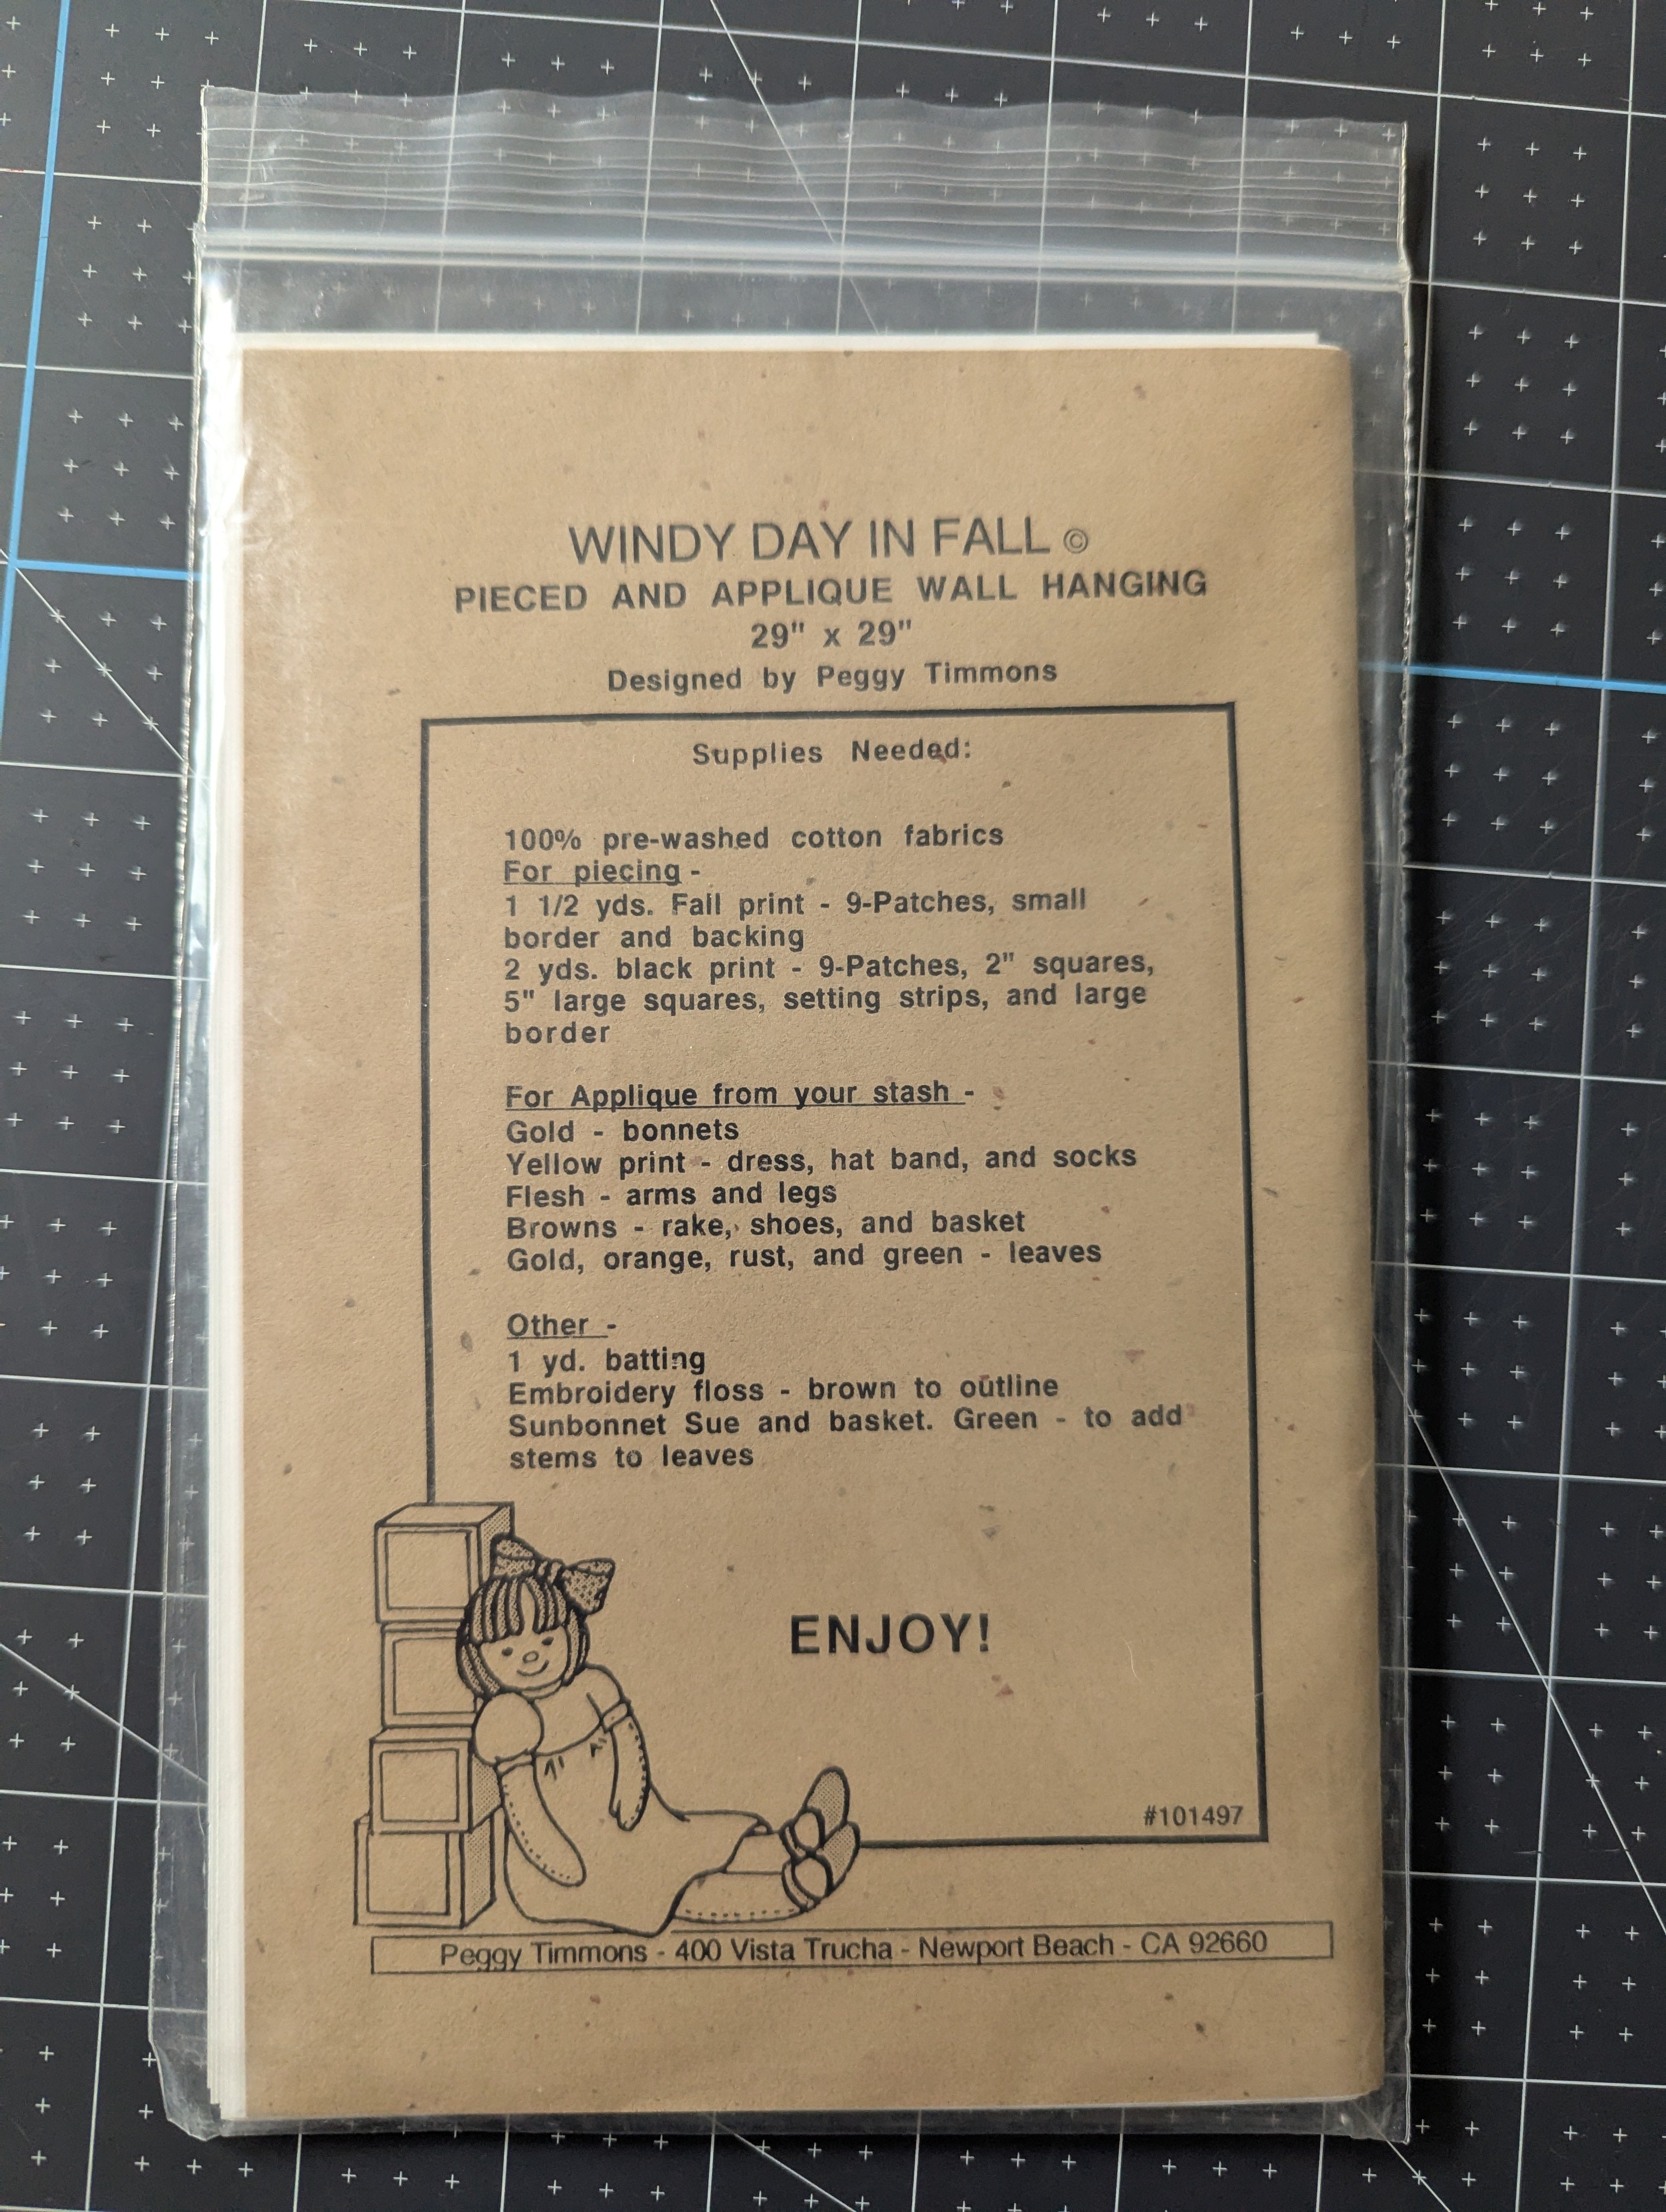 WINDY DAY IN FALL ©
PIECED AND APPLIQUE WALL HANGING
29" x 29"
Designed by Peggy Timmons
Supplies Needed:
100% pre-washed cotton fabrics
For piecing -
1 1/2 yds. Fall print - 9-Patches, small
border and backing
2 yds. black print - 9-Patches, 2" squares,
5" large squares, setting strips, and large
border
For Applique from your stash -
Gold - bonnets
Yellow print - dress, hat band, and socks
Flesh - arms and legs
Browns - rake, shoes, and basket
Gold, orange, rust, and green - leaves
Other -
1 yd. batting
Embroidery floss - brown to outline
Sunbonnet Sue and basket. Green - to add
stems to leaves
ENJOY!
#101497
Peggy Timmons - 400 Vista Trucha - Newport Beach - CA 92660